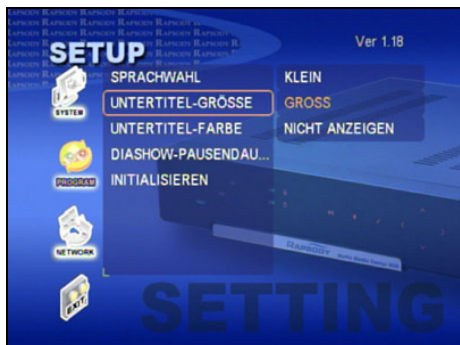 SETUP
Ver 1.18
SYSTEM
PROGRAM
NETWORK
EXIT
SPRACHWAHL
UNTERTITEL-GRÖSSE
UNTERTITEL-FARBE
DIASHOW-PAUSENDAU...
INITIALISIEREN
KLEIN
GROSS
NICHT ANZEIGEN
RAPSODY
SETTING